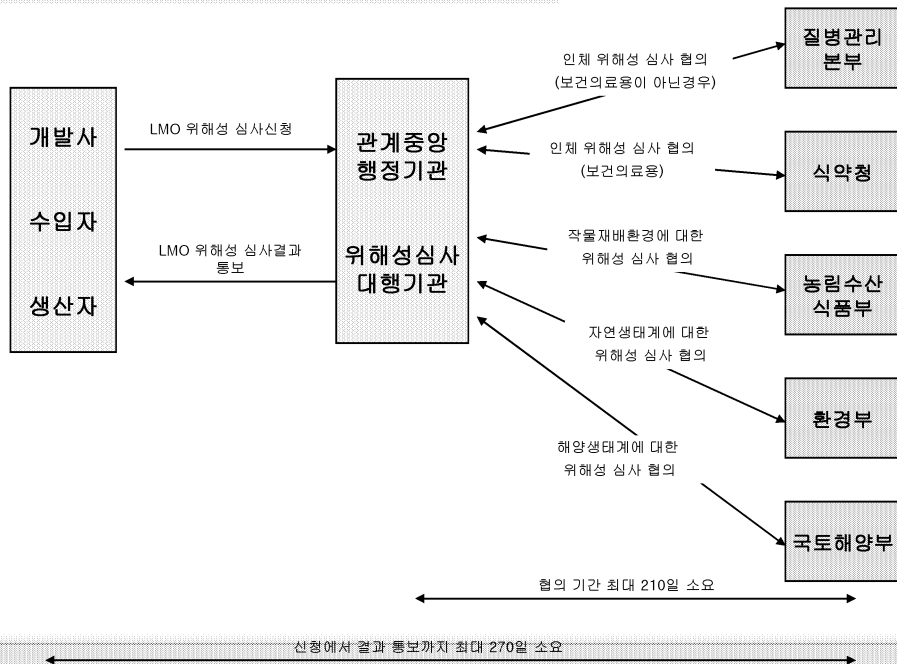 개발사
수입자
생산자
LMO 위해성 심사신청
LMO 위해성 심사결과
통보
관계중앙
행정기관
위해성심사
대행기관
인체 위해성 심사 협의
(보건의료용이 아닌경우)
인체 위해성 심사 협의
(보건의료용)
작물재배환경에 대한
위해성 심사 협의
자연생태계에 대한
위해성 심사 협의
해양생태계에 대한
위해성 심사 협의
질병관리
본부
식약청
농림수산
식품부
환경부
국토해양부
협의 기간 최대 210일 소요
신청에서 결과 통보까지 최대 270일 소요